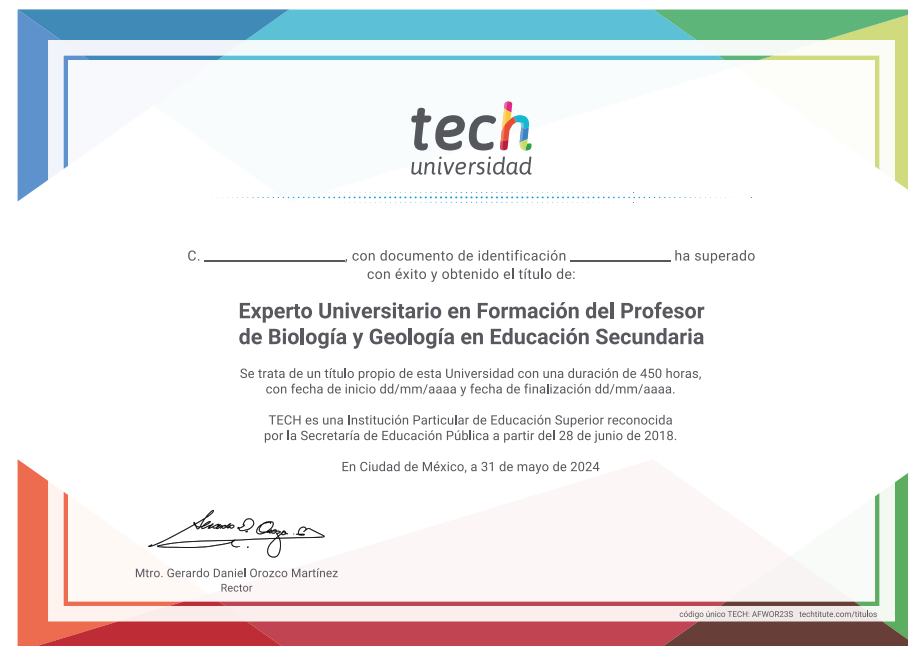 tech
universidad
C. ____________, con documento de identificación ____________ ha superado
con éxito y obtenido el título de:
Experto Universitario en Formación del Profesor
de Biología y Geología en Educación Secundaria
Se trata de un título propio de esta Universidad con una duración de 450 horas,
con fecha de inicio dd/mm/aaaa y fecha de finalización dd/mm/aaaa.
TECH es una Institución Particular de Educación Superior reconocida
por la Secretaría de Educación Pública a partir del 28 de junio de 2018.
En Ciudad de México, a 31 de mayo de 2024
Mtro. Gerardo Daniel Orozco Martínez
Rector
código único TECH: AFWOR23S techtitute.com/titulos